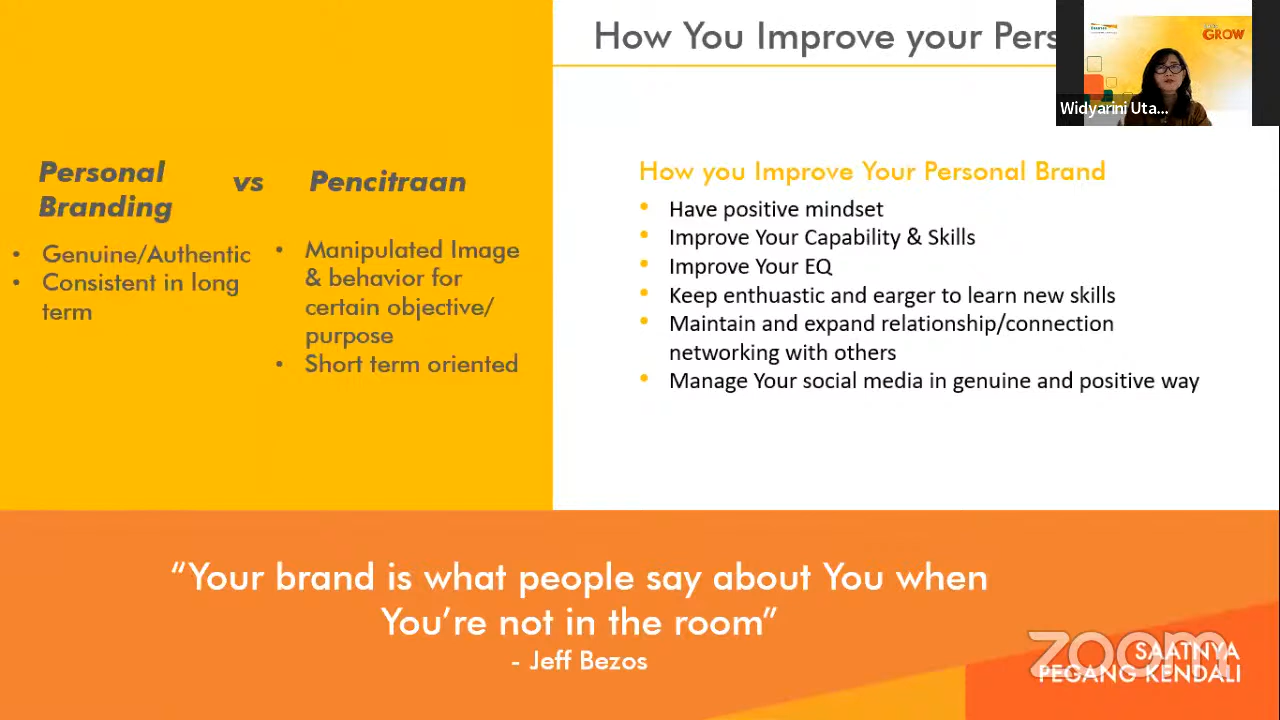 How You Improve your Pers
GROW
Widyarini Uta...
Personal
Branding
vs
Pencitraan
• Genuine/Authentic
• Consistent in long
term
• Manipulated Image
& behavior for
certain objective/
purpose
• Short term oriented
How you Improve Your Personal Brand
• Have positive mindset
• Improve Your Capability & Skills
• Improve Your EQ
• Keep enthuastic and earger to learn new skills
• Maintain and expand relationship/connection
networking with others
• Manage Your social media in genuine and positive way
“Your brand is what people say about You when
You’re not in the room”
- Jeff Bezos
zoom
SAATNYA
PEGANG KENDALI